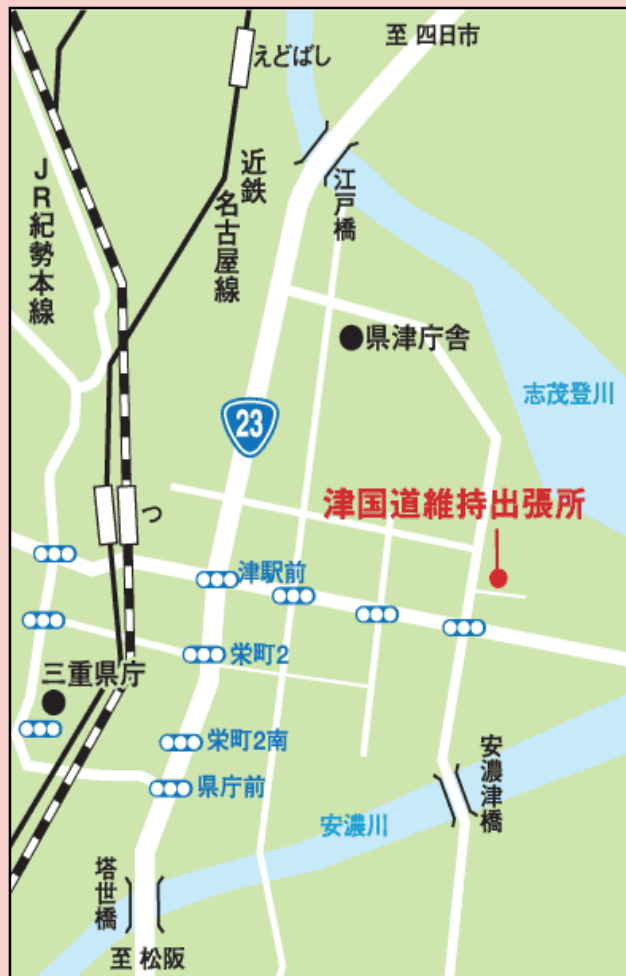 至 四日市
えどばし
江戸橋
近鉄
名古屋線
JR紀勢本線
県津庁舎
志茂登川
23
津国道維持出張所
つ
津駅前
栄町2
三重県庁
栄町2南
県庁前
安濃津橋
安濃川
塔世橋
至 松阪